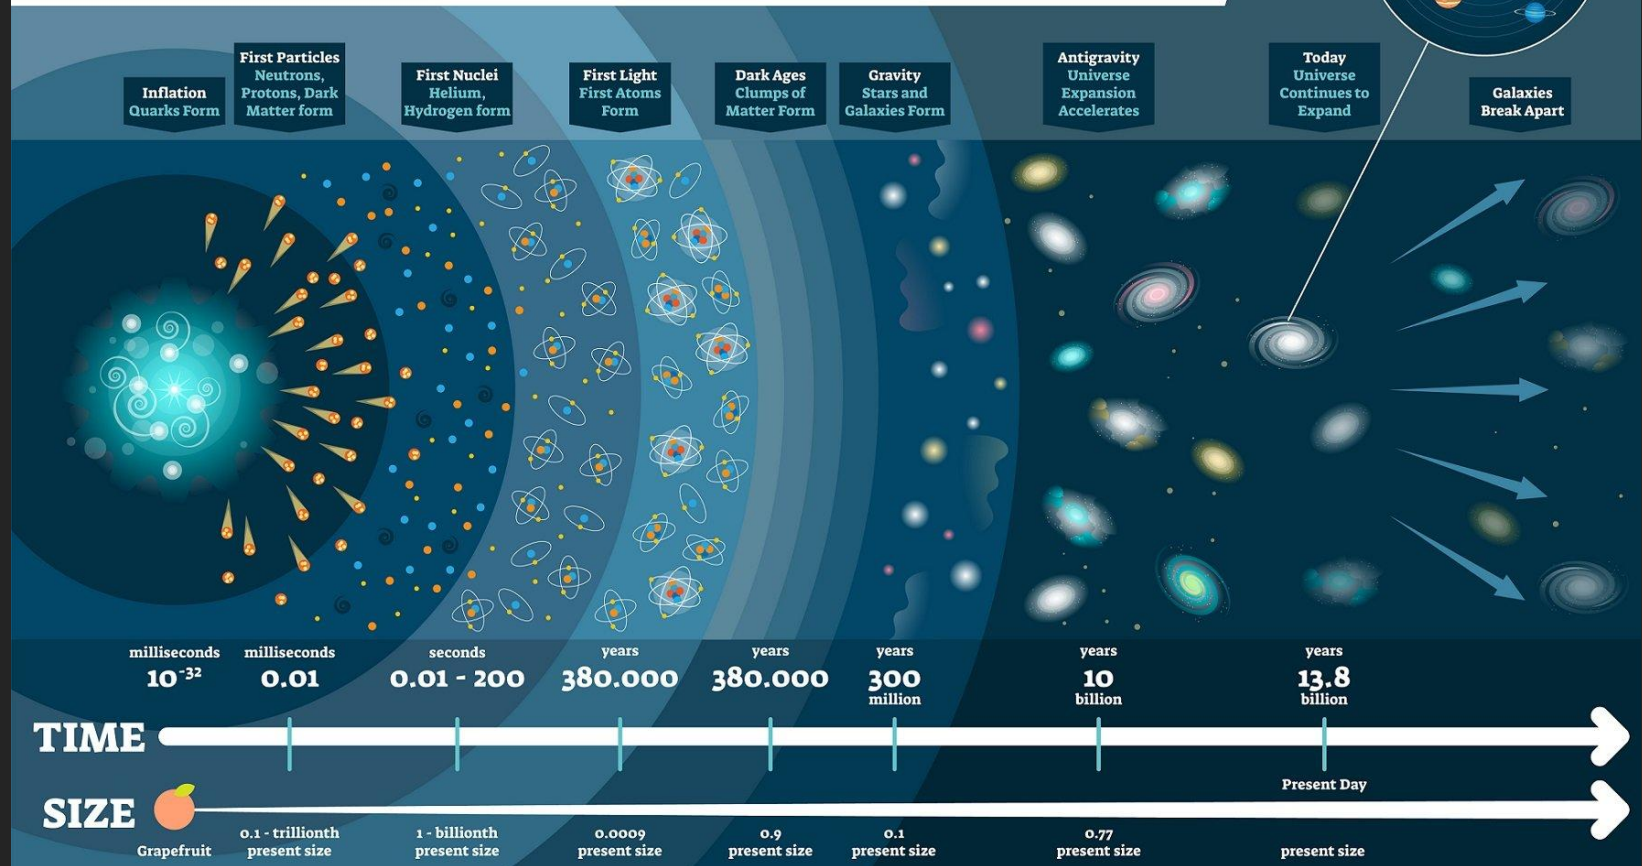 Inflation
Quarks Form
First Particles
Neutrons,
Protons, Dark
Matter form
First Nuclei
Helium,
Hydrogen form
First Light
First Atoms
Form
Dark Ages
Clumps of
Matter Form
Gravity
Stars and
Galaxies Form
Antigravity
Universe
Expansion
Accelerates
Today
Universe
Continues to
Expand
Galaxies
Break Apart
milliseconds
10⁻³²
milliseconds
0.01
seconds
0.01 - 200
years
380.000
years
380.000
years
300
million
years
10
billion
years
13.8
billion
TIME
Present Day
SIZE
Grapefruit
0.1 - trillionth
present size
1 - billionth
present size
0.0009
present size
0.9
present size
0.1
present size
0.77
present size
present size